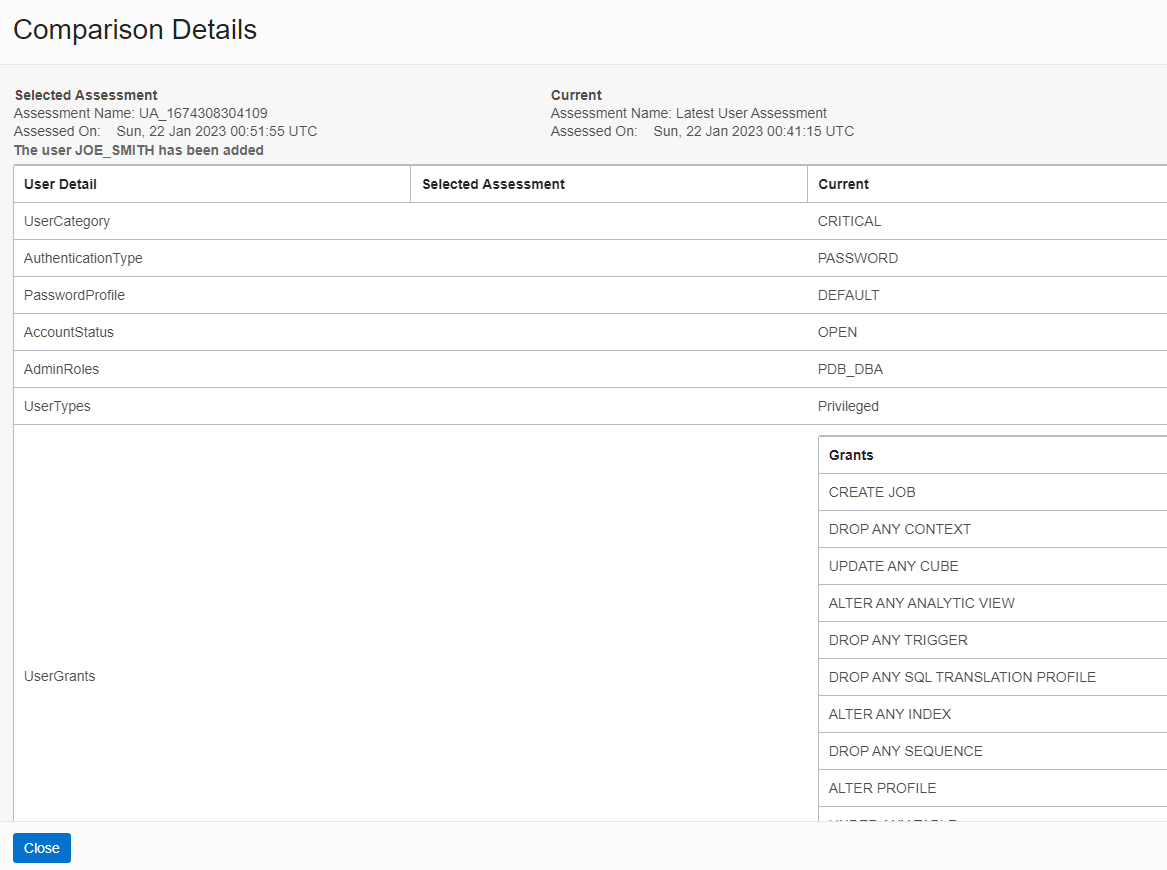 Comparison Details
Selected Assessment
Assessment Name: UA_1674308304109
Assessed On: Sun, 22 Jan 2023 00:51:55 UTC
The user JOE_SMITH has been added
Current
Assessment Name: Latest User Assessment
Assessed On: Sun, 22 Jan 2023 00:41:15 UTC
User Detail Selected Assessment Current
UserCategory CRITICAL
AuthenticationType PASSWORD
PasswordProfile DEFAULT
AccountStatus OPEN
AdminRoles PDB_DBA
UserTypes Privileged
UserGrants
Grants
CREATE JOB
DROP ANY CONTEXT
UPDATE ANY CUBE
ALTER ANY ANALYTIC VIEW
DROP ANY TRIGGER
DROP ANY SQL TRANSLATION PROFILE
ALTER ANY INDEX
DROP ANY SEQUENCE
ALTER PROFILE
Close